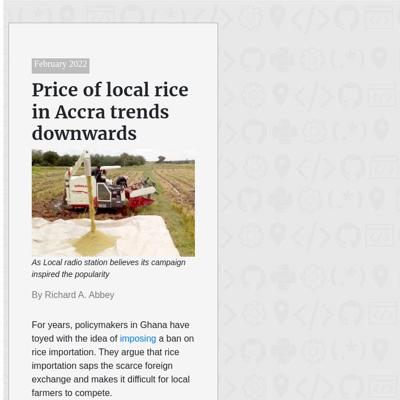 February 2022
Price of local rice
in Accra trends
downwards
As Local radio station believes its campaign
inspired the popularity
By Richard A. Abbey
For years, policymakers in Ghana have
toyed with the idea of imposing a ban on
rice importation. They argue that rice
importation saps the scarce foreign
exchange and makes it difficult for local
farmers to compete.